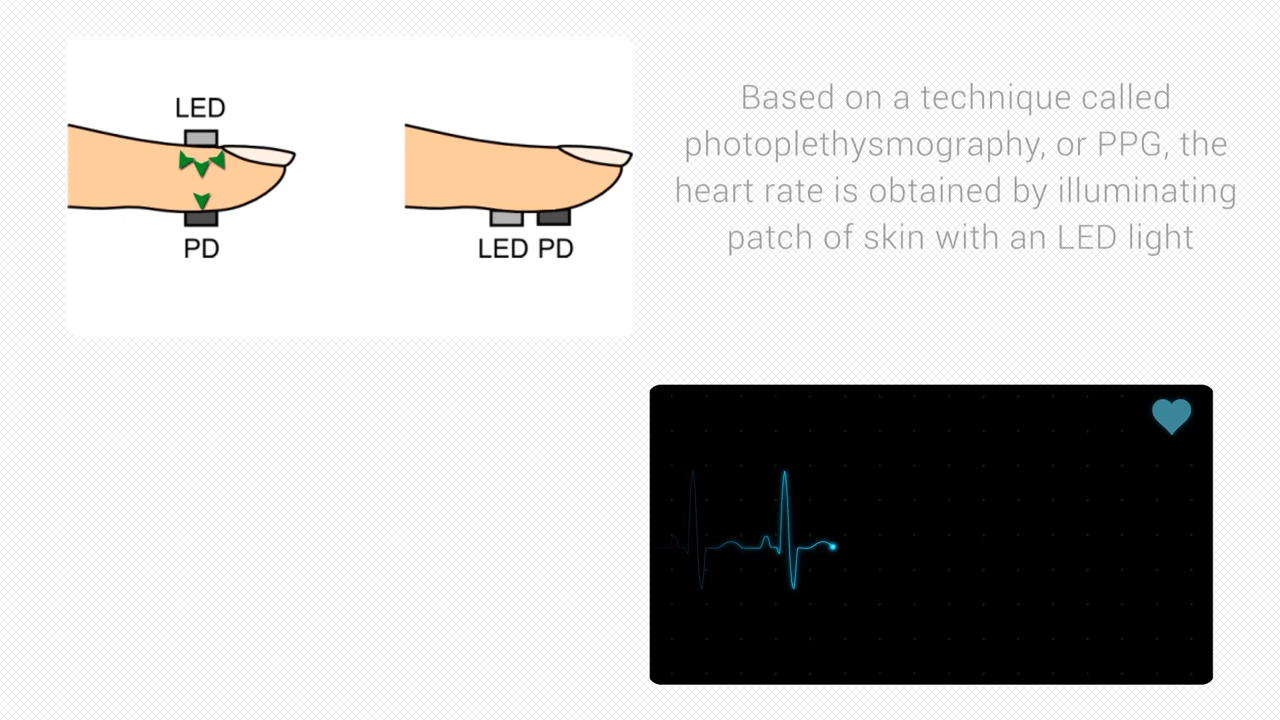 LED
PD
LED PD
Based on a technique called
photoplethysmography, or PPG, the
heart rate is obtained by illuminating
patch of skin with an LED light